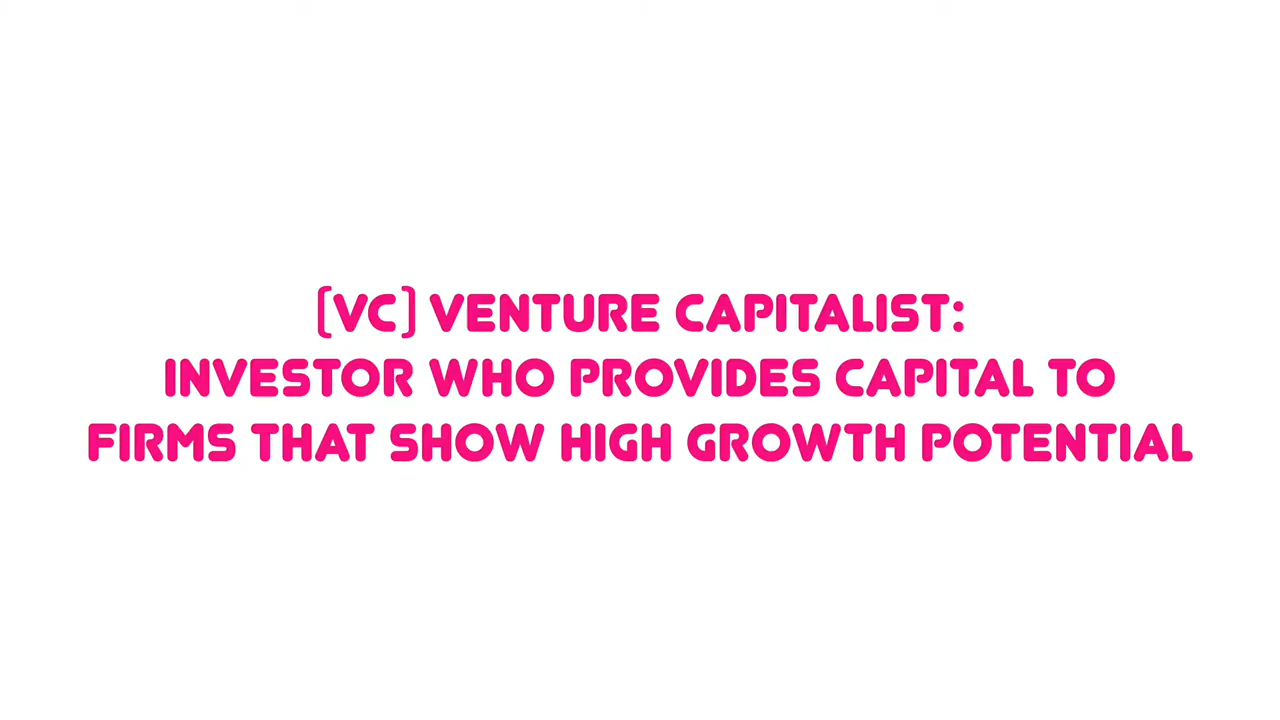 (VC) VENTURE CAPITALIST:
INVESTOR WHO PROVIDES CAPITAL TO
FIRMS THAT SHOW HIGH GROWTH POTENTIAL